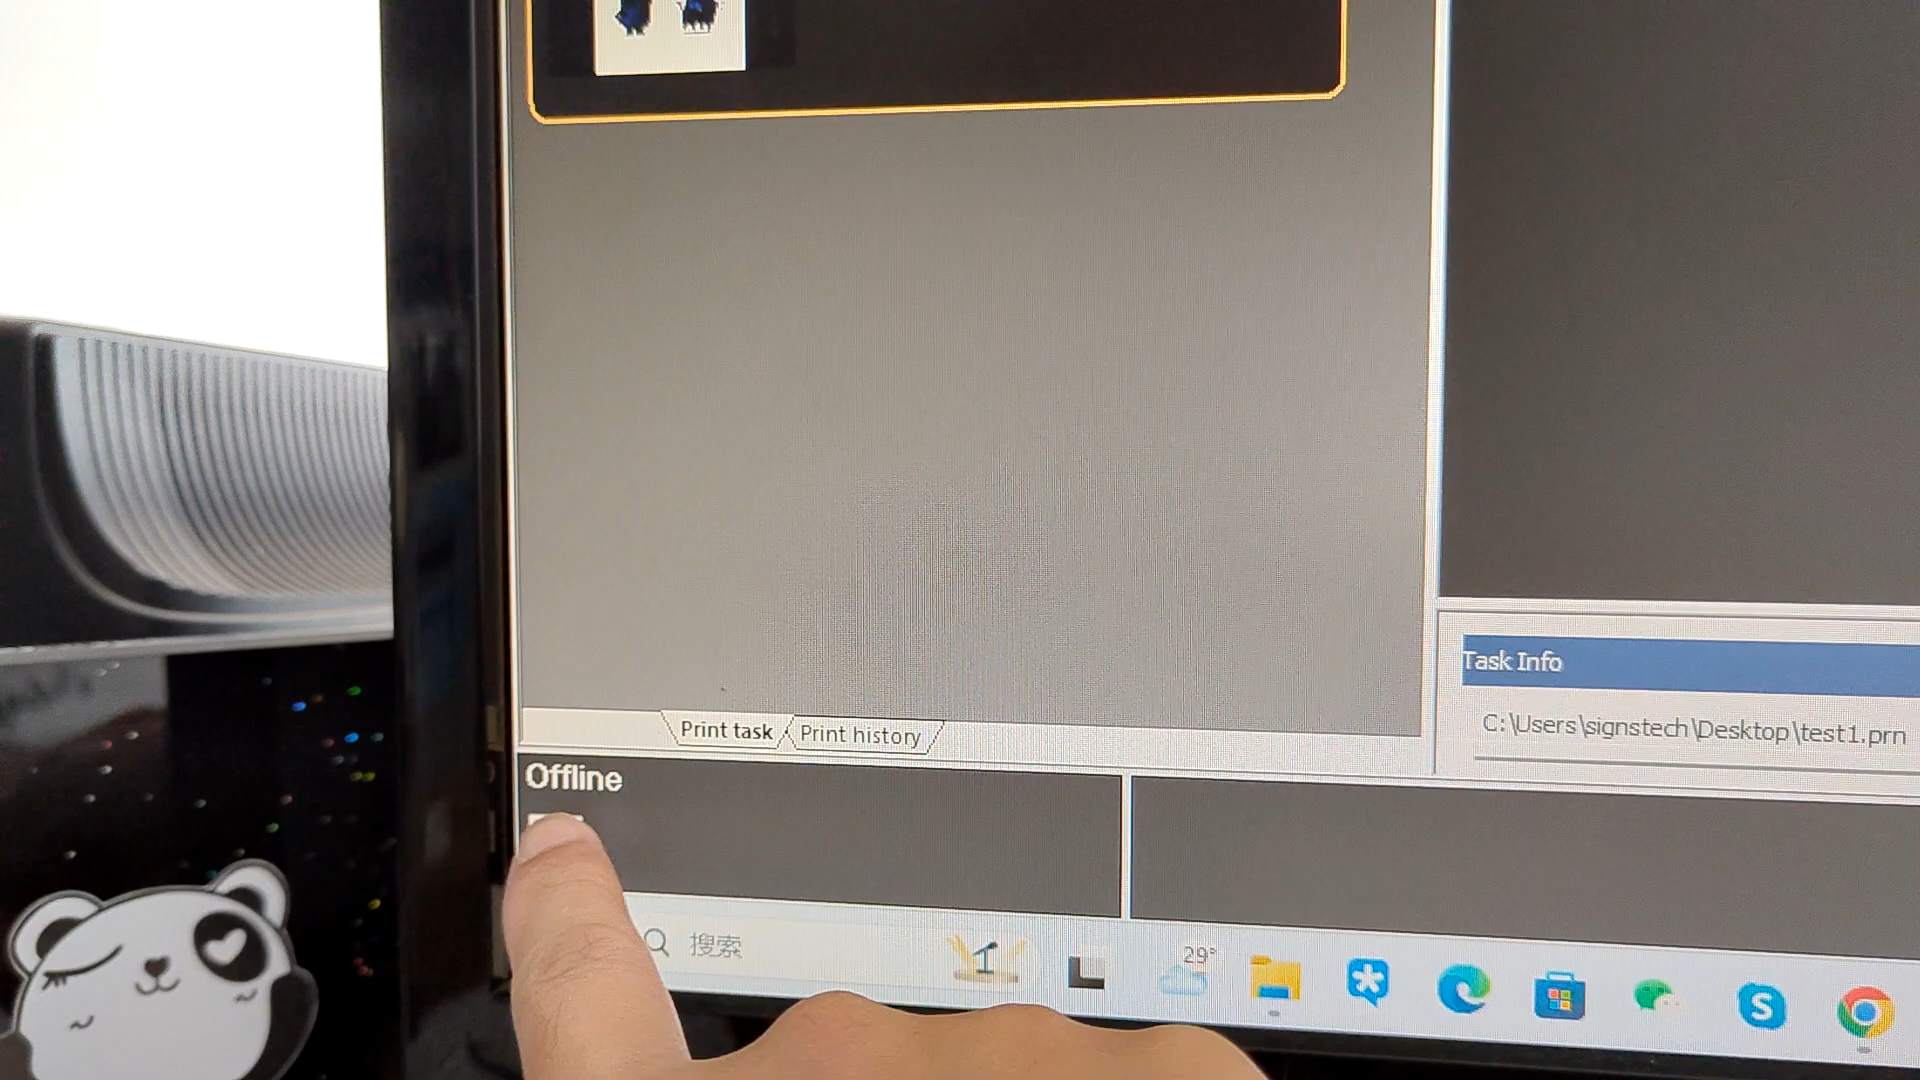 Task Info
C:\Users\signstech\Desktop\test1.prn
Print task
Print history
Offline
搜索
29°
S